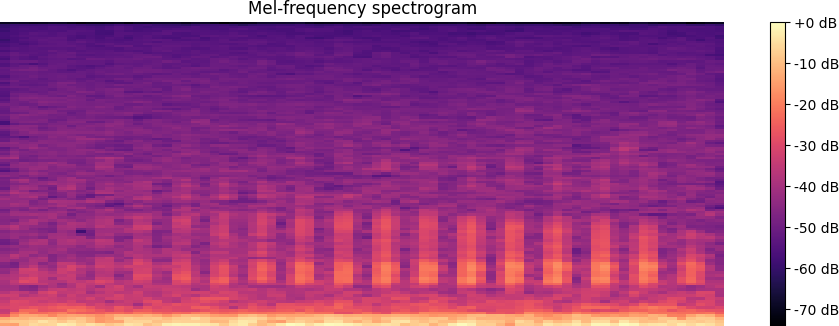 Mel-frequency spectrogram
+0 dB
-10 dB
-20 dB
-30 dB
-40 dB
-50 dB
-60 dB
-70 dB